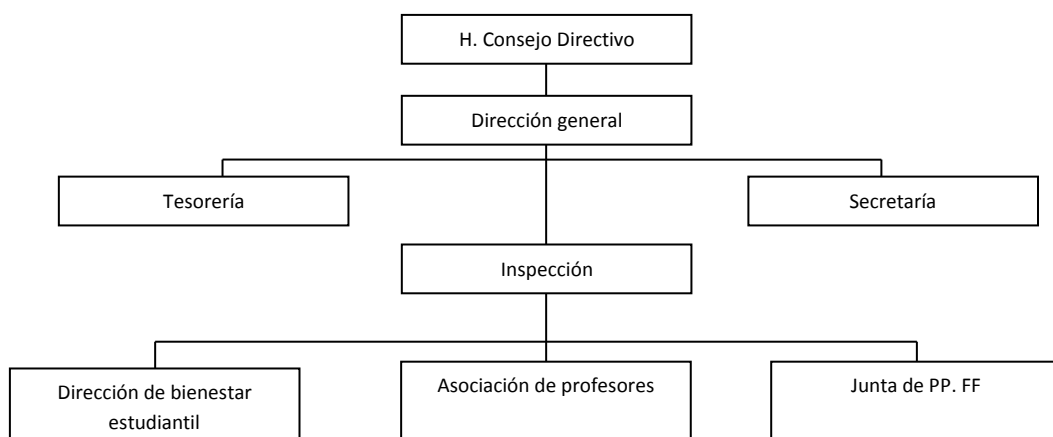 H. Consejo Directivo
Dirección general
Tesorería
Secretaría
Inspección
Dirección de bienestar
estudiantil
Asociación de profesores
Junta de PP. FF